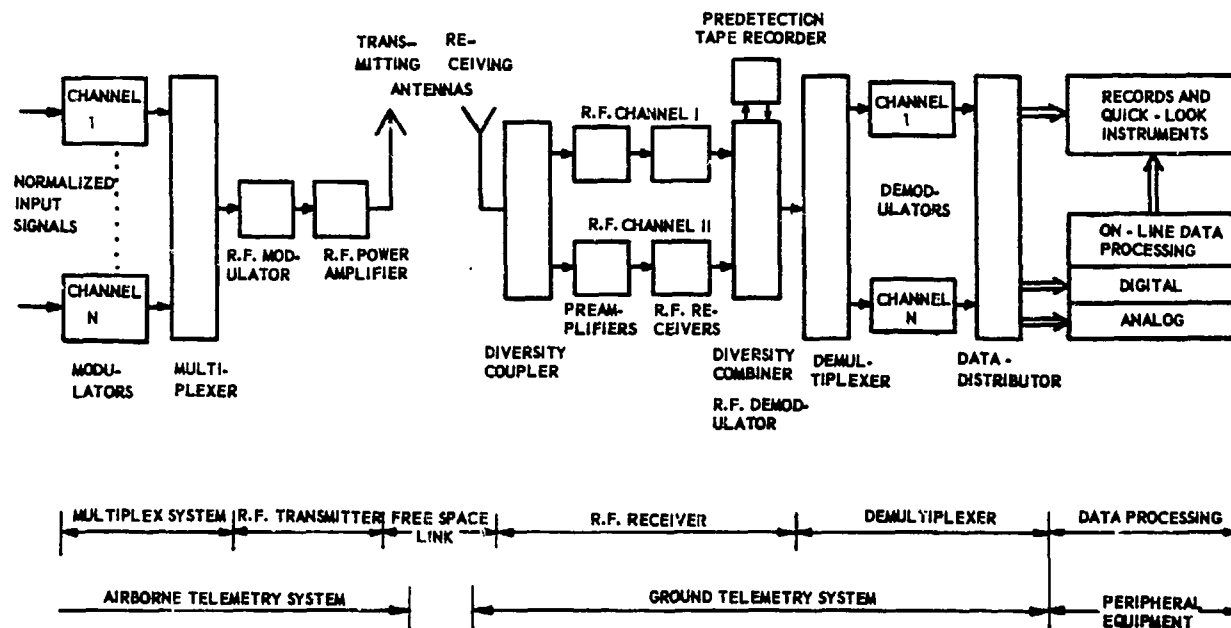 PREDETECTION
TAPE RECORDER
TRANS-
MITTING
RE-
CEIVING
ANTENNAS
CHANNEL
1
NORMALIZED
INPUT
SIGNALS
CHANNEL
N
MODU-
LATORS
MULTI-
PLEXER
R.F. MOD-
ULATOR
R.F. POWER
AMPLIFIER
R.F. CHANNEL I
R.F. CHANNEL II
PREAM-
PLIFIERS
R.F. RE-
CEIVERS
DIVERSITY
COUPLER
DIVERSITY
COMBINER
R.F. DEMOD-
ULATOR
DEMUL-
TIPLEXER
CHANNEL
1
DEMOD-
ULATORS
CHANNEL
N
DATA-
DISTRIBUTOR
RECORDS AND
QUICK - LOOK
INSTRUMENTS
ON - LINE DATA
PROCESSING
DIGITAL
ANALOG
MULTIPLEX SYSTEM
R.F. TRANSMITTER
FREE SPACE
LINK
R.F. RECEIVER
DEMULTIPLEXER
DATA PROCESSING
AIRBORNE TELEMETRY SYSTEM
GROUND TELEMETRY SYSTEM
PERIPHERAL
EQUIPMENT